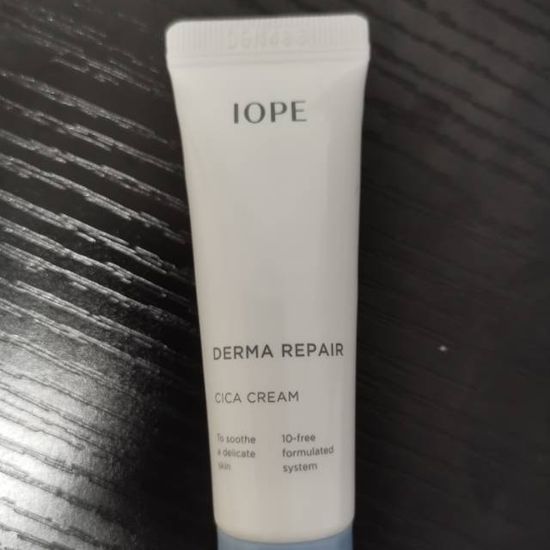 IOPE
DERMA REPAIR
CICA CREAM
To soothe
a delicate
skin
10-free
formulated
system